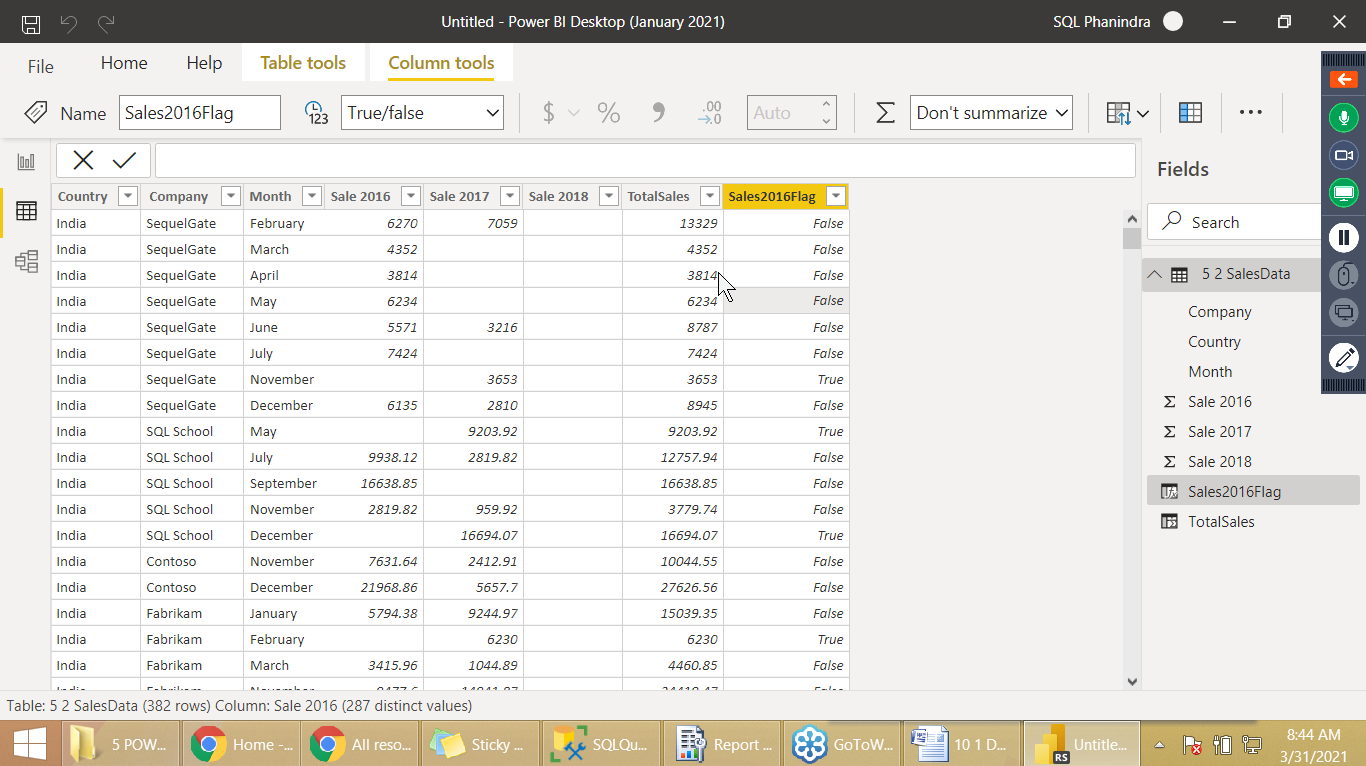 Untitled - Power BI Desktop (January 2021) SQL Phanindra
File Home Help Table tools Column tools
Name Sales2016Flag 123 True/false $ % .00 →.0 Auto Σ Don't summarize ...
Country Company Month Sale 2016 Sale 2017 Sale 2018 TotalSales Sales2016Flag
India SequelGate February 6270 7059 13329 False
India SequelGate March 4352 4352 False
India SequelGate April 3814 3814 False
India SequelGate May 6234 6234 False
India SequelGate June 5571 3216 8787 False
India SequelGate July 7424 7424 False
India SequelGate November 3653 3653 True
India SequelGate December 6135 2810 8945 False
India SQL School May 9203.92 9203.92 True
India SQL School July 9938.12 2819.82 12757.94 False
India SQL School September 16638.85 16638.85 False
India SQL School November 2819.82 959.92 3779.74 False
India SQL School December 16694.07 16694.07 True
India Contoso November 7631.64 2412.91 10044.55 False
India Contoso December 21968.86 5657.7 27626.56 False
India Fabrikam January 5794.38 9244.97 15039.35 False
India Fabrikam February 6230 6230 True
India Fabrikam March 3415.96 1044.89 4460.85 False
Fields
Search
5 2 SalesData
Company
Country
Month
Σ Sale 2016
Σ Sale 2017
Σ Sale 2018
Sales2016Flag
TotalSales
Table: 5 2 SalesData (382 rows) Column: Sale 2016 (287 distinct values)
5 POW... Home -... All reso... Sticky ... SQLQu... Report ... GoToW... 10 1 D... RS Untitle...
8:44 AM
3/31/2021